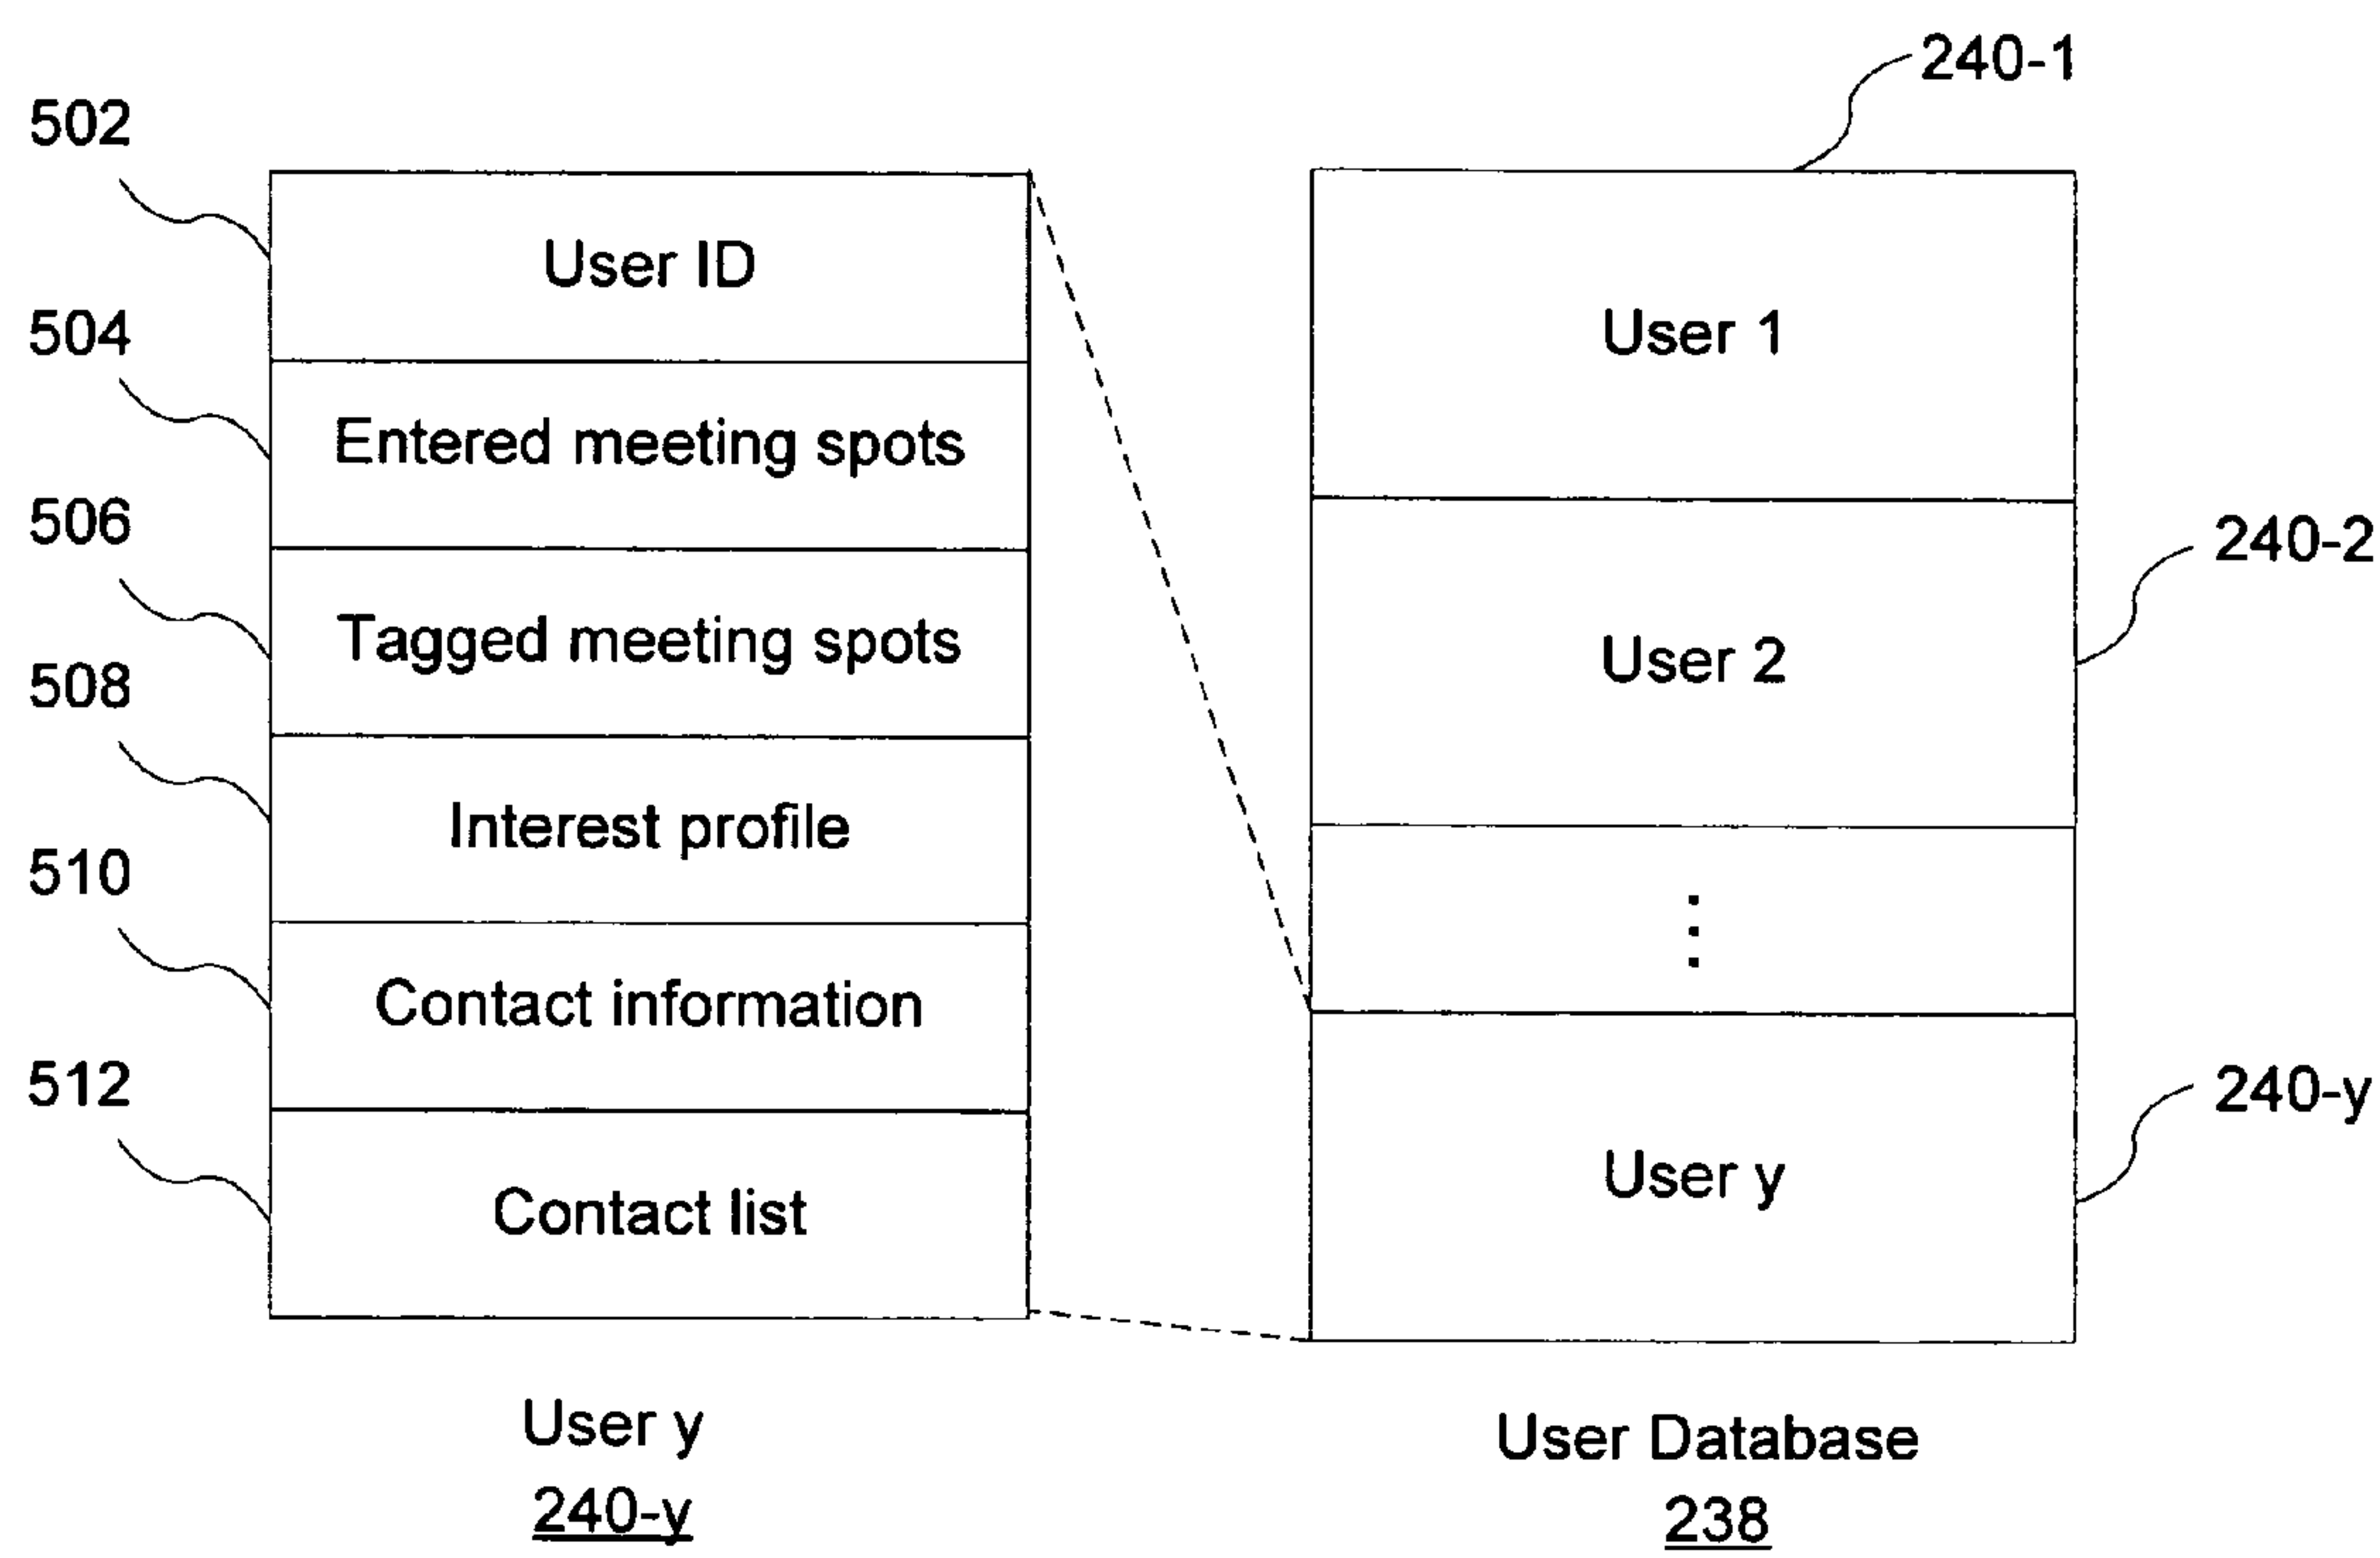 502
User ID
504
Entered meeting spots
506
Tagged meeting spots
508
Interest profile
510
Contact information
512
Contact list
User y
240-y
240-1
User 1
240-2
User 2
⋮
240-y
User y
User Database
238